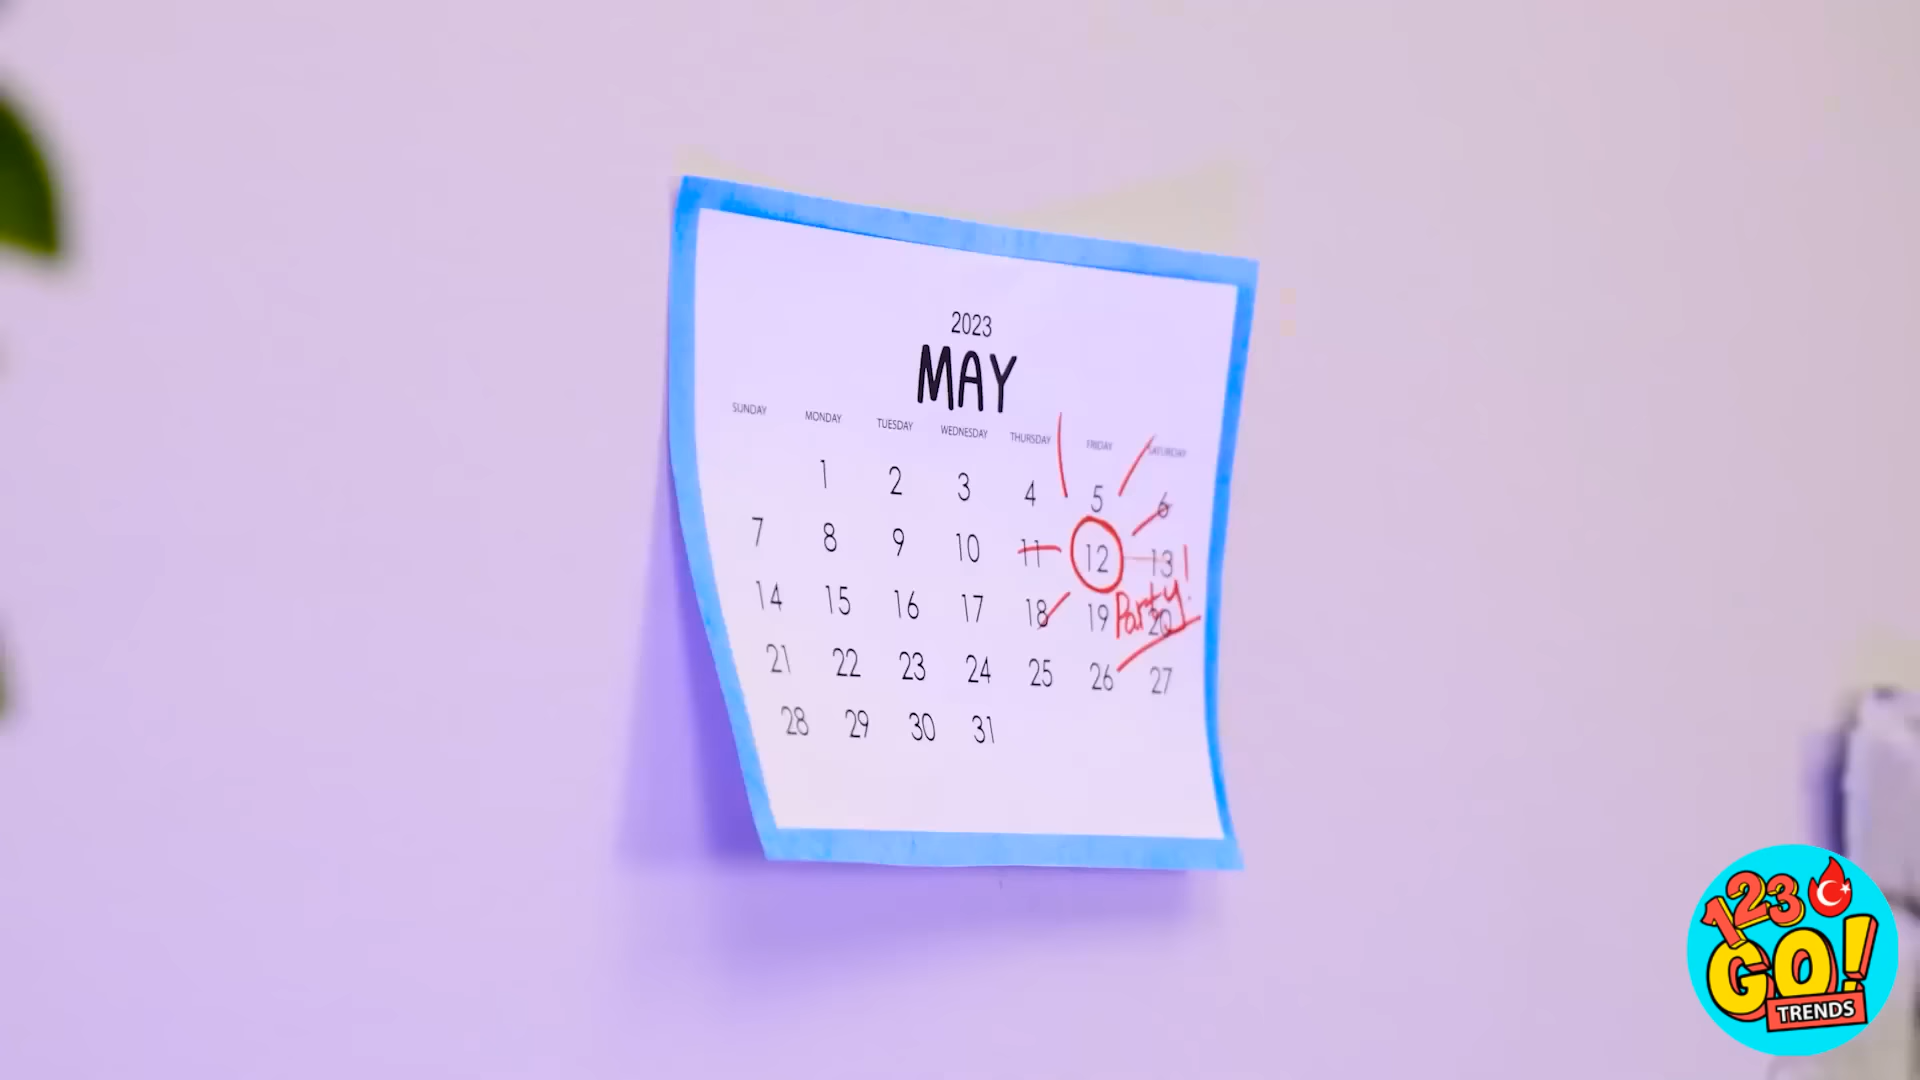 2023
MAY
SUNDAY MONDAY TUESDAY WEDNESDAY THURSDAY FRIDAY SATURDAY
1 2 3 4 5 6
7 8 9 10 11 12 13
Party!
14 15 16 17 18 19 20
21 22 23 24 25 26 27
28 29 30 31
123
GO!
TRENDS